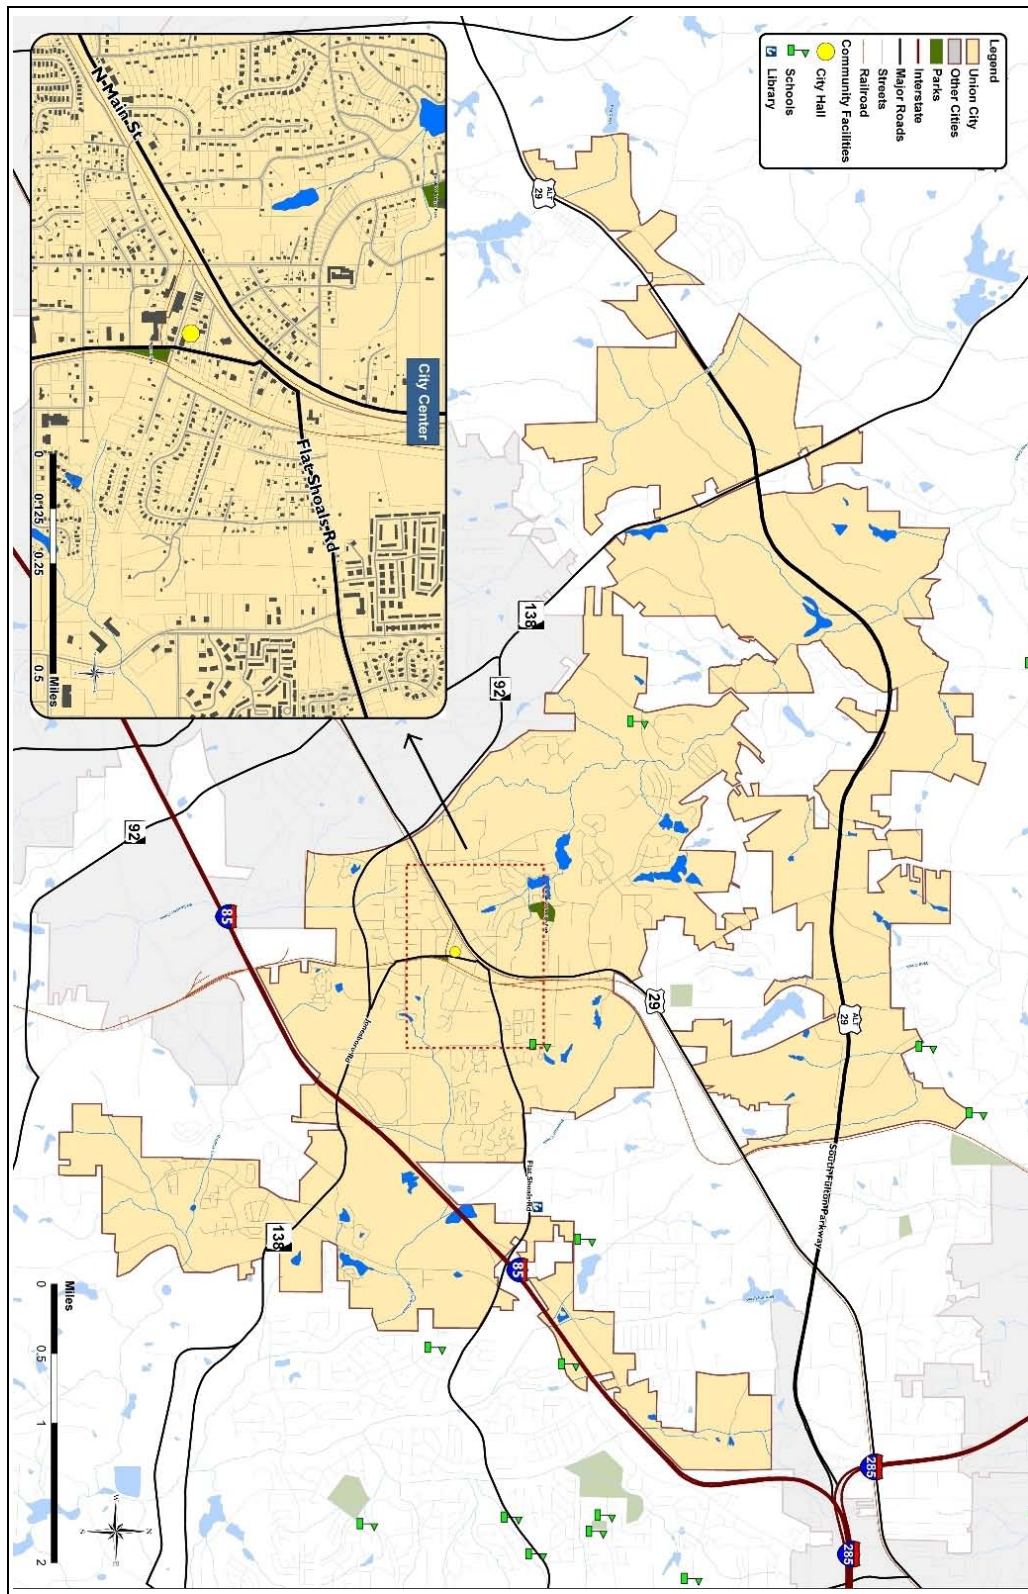 Legend
Union City
Other Cities
Parks
Interstate
Major Roads
Streets
Railroad
Community Facilities
City Hall
Schools
Library
ALT
29
138
92
92
85
29
ALT
29
South Fulton Parkway
Jonesboro Rd
Flat Shoals Rd
138
85
285
285
City Center
N Main St
Flat Shoals Rd
0 0.125 0.25 0.5
Miles
Miles
0 0.5 1 2
N
E
W